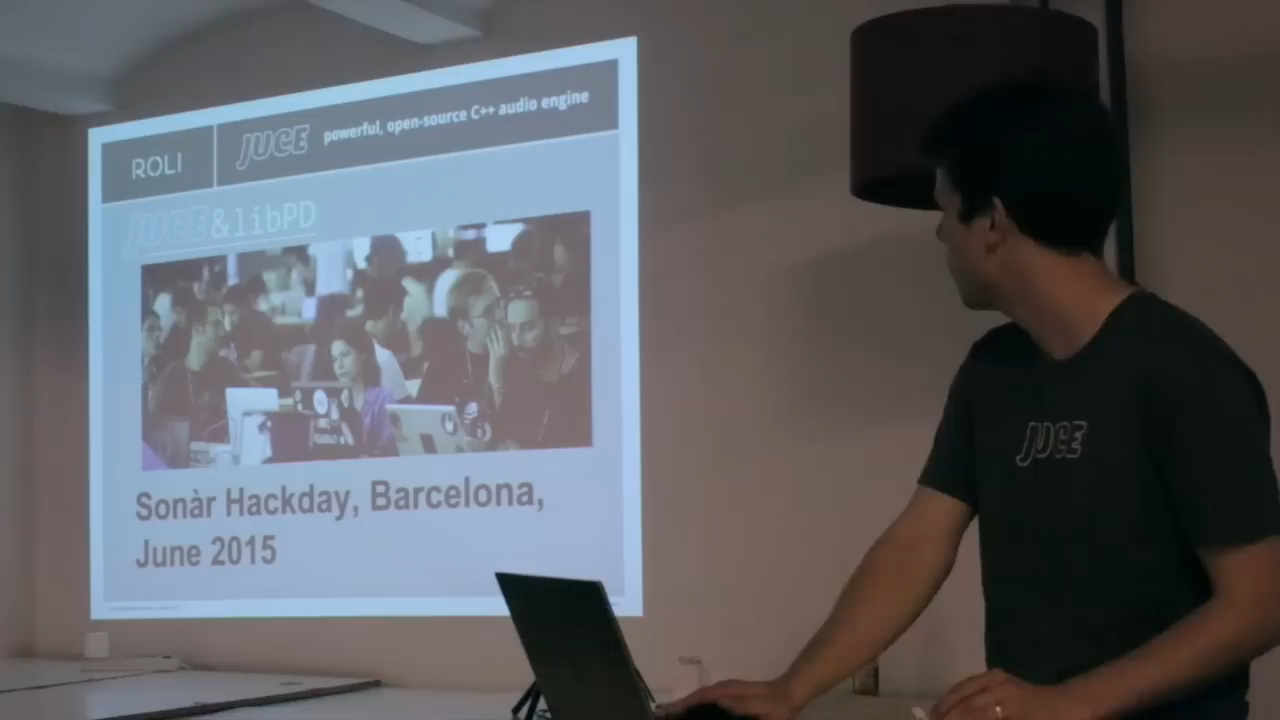 ROLI
JUCE powerful, open-source C++ audio engine
JUCE&libPD
Sonàr Hackday, Barcelona,
June 2015
JUCE